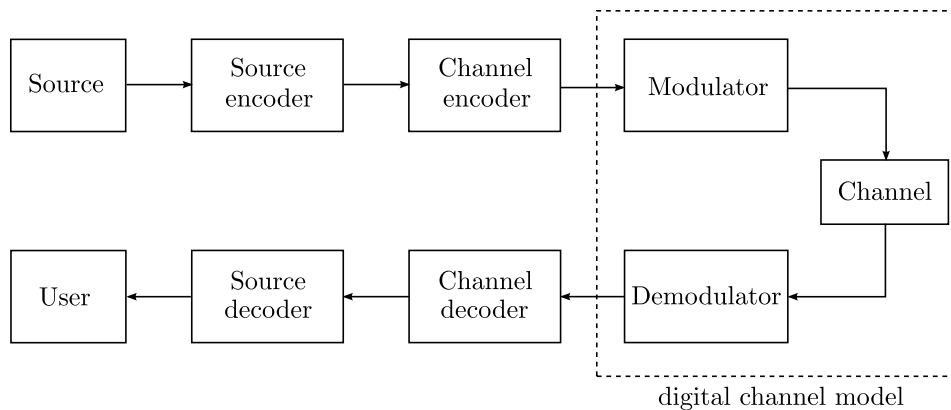 Source
Source
encoder
Channel
encoder
Modulator
Channel
User
Source
decoder
Channel
decoder
Demodulator
digital channel model